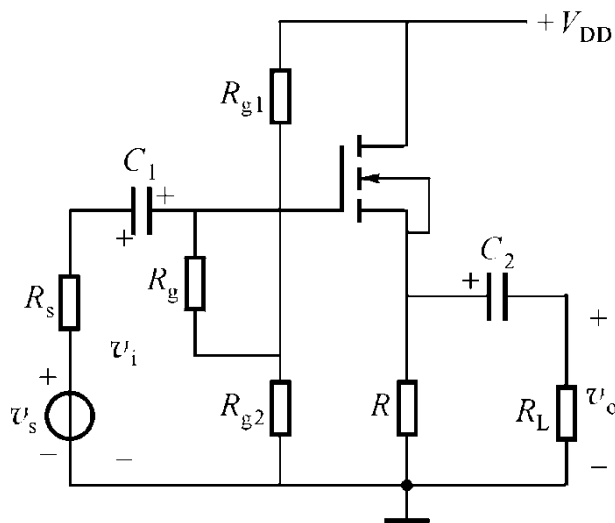 + V_DD
R_g1
C_1
+
+
C_2
+
R_s
R_g
v_i
+
+
v_s
R_g2
R
R_L
v_o
−
−
−